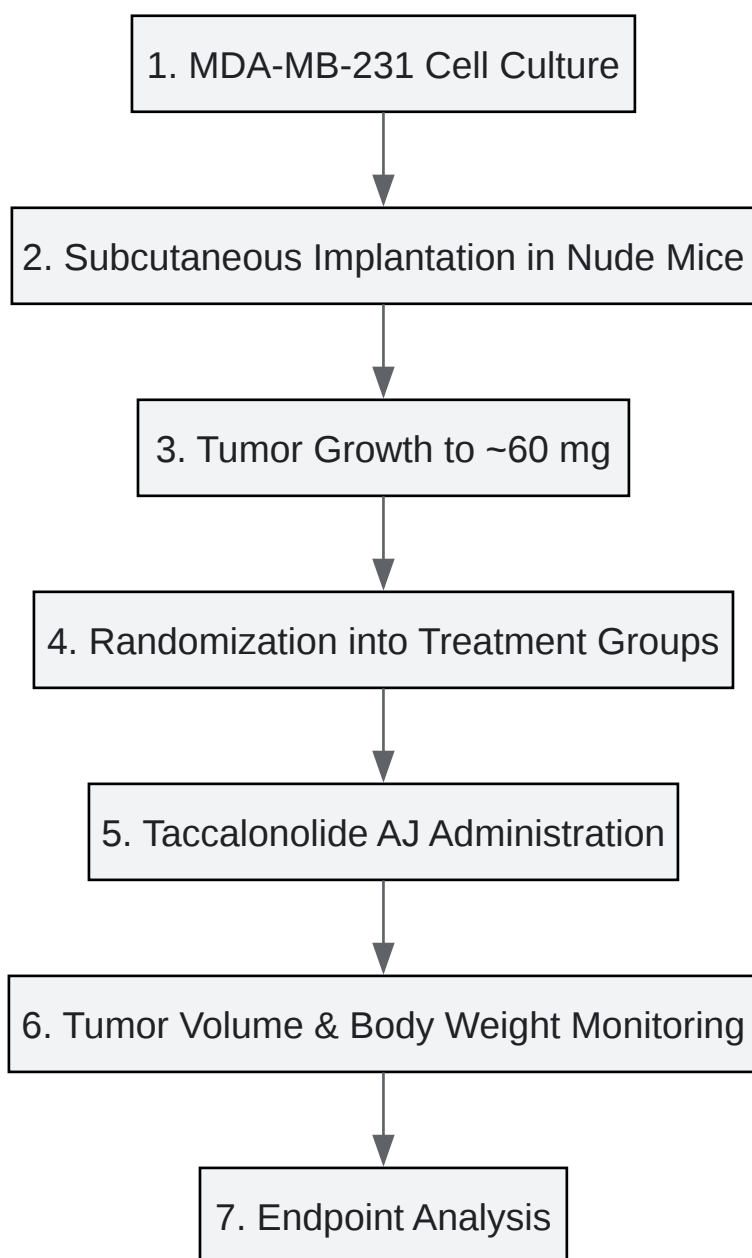 1. MDA-MB-231 Cell Culture
2. Subcutaneous Implantation in Nude Mice
3. Tumor Growth to ~60 mg
4. Randomization into Treatment Groups
5. Taccalonolide AJ Administration
6. Tumor Volume & Body Weight Monitoring
7. Endpoint Analysis